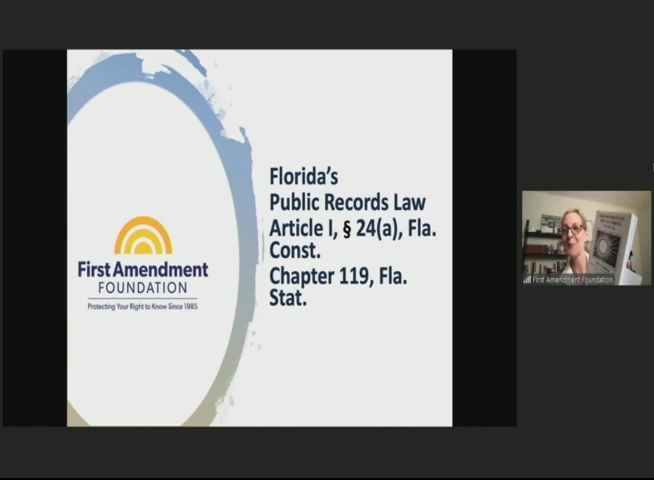 Florida's
Public Records Law
Article I, § 24(a), Fla.
Const.
Chapter 119, Fla.
Stat.
First Amendment
FOUNDATION
Protecting Your Right to Know Since 1985
First Amendment Foundation